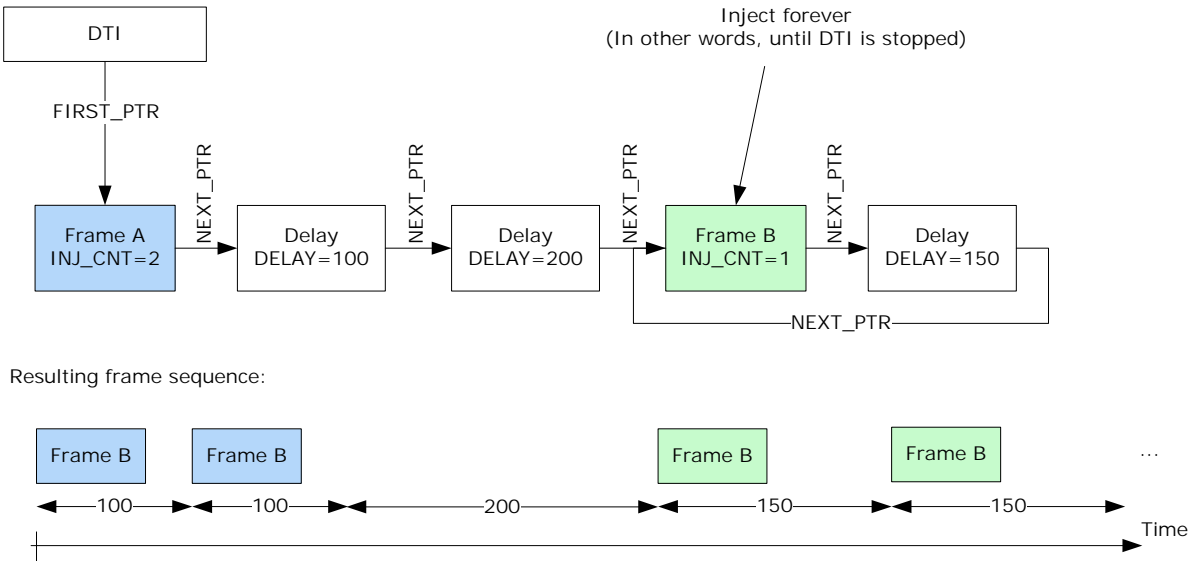 DTI
Inject forever
(In other words, until DTI is stopped)
FIRST_PTR
NEXT_PTR
NEXT_PTR
NEXT_PTR
NEXT_PTR
Frame A
INJ_CNT=2
Delay
DELAY=100
Delay
DELAY=200
Frame B
INJ_CNT=1
Delay
DELAY=150
NEXT_PTR
Resulting frame sequence:
Frame B
Frame B
Frame B
Frame B
...
100
100
200
150
150
Time